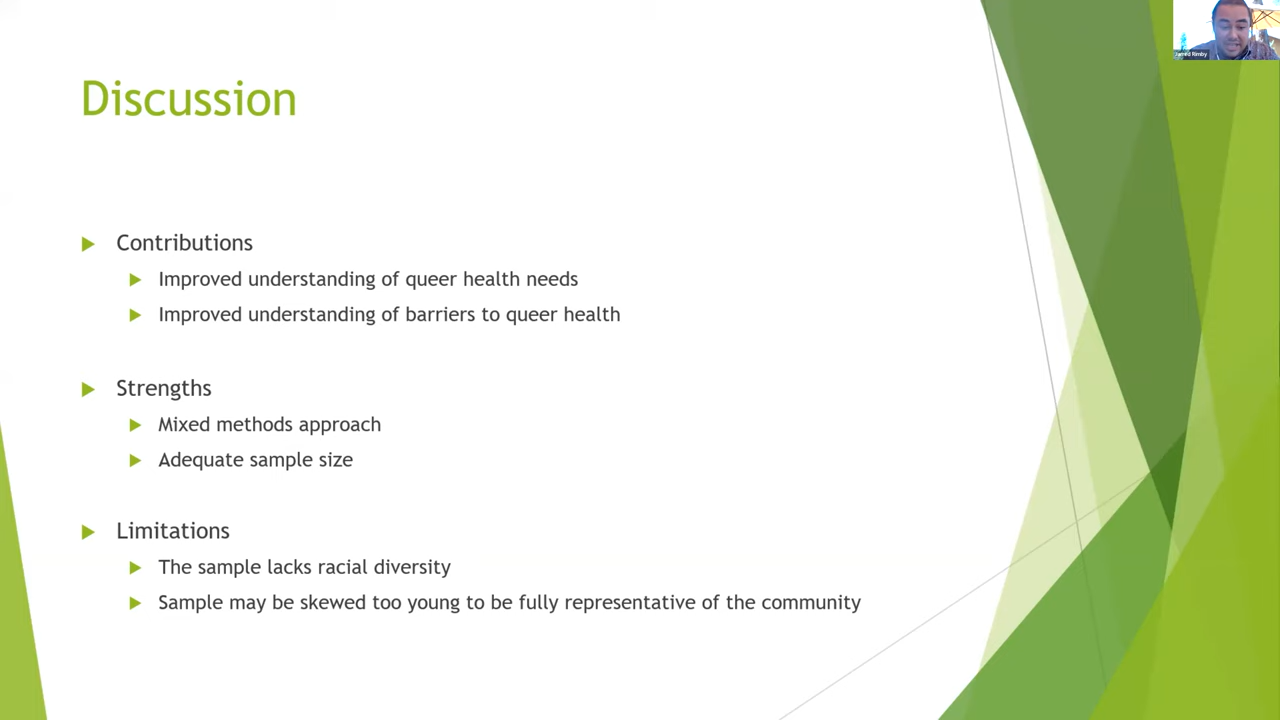 Discussion
Contributions
Improved understanding of queer health needs
Improved understanding of barriers to queer health
Strengths
Mixed methods approach
Adequate sample size
Limitations
The sample lacks racial diversity
Sample may be skewed too young to be fully representative of the community
Rimby